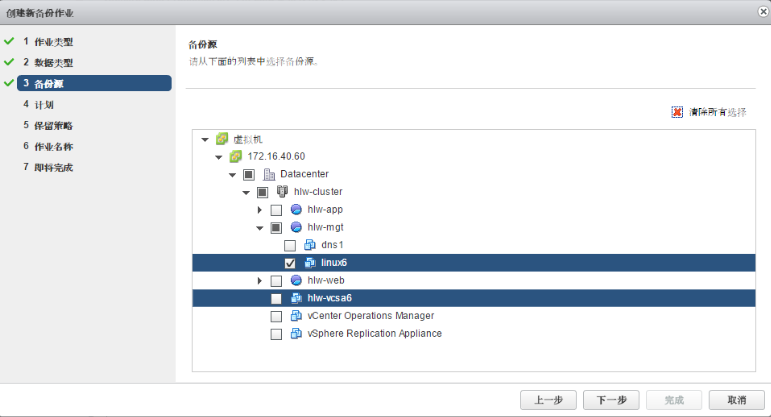 创建新备份作业
1 作业类型
2 数据类型
3 备份源
4 计划
5 保留策略
6 作业名称
7 即将完成
备份源
请从下面的列表中选择备份源。
清除所有选择
虚拟机
172.16.40.60
Datacenter
hlw-cluster
hlw-app
hlw-mgt
dns1
linux6
hlw-web
hlw-vcsa6
vCenter Operations Manager
vSphere Replication Appliance
上一步 下一步 完成 取消